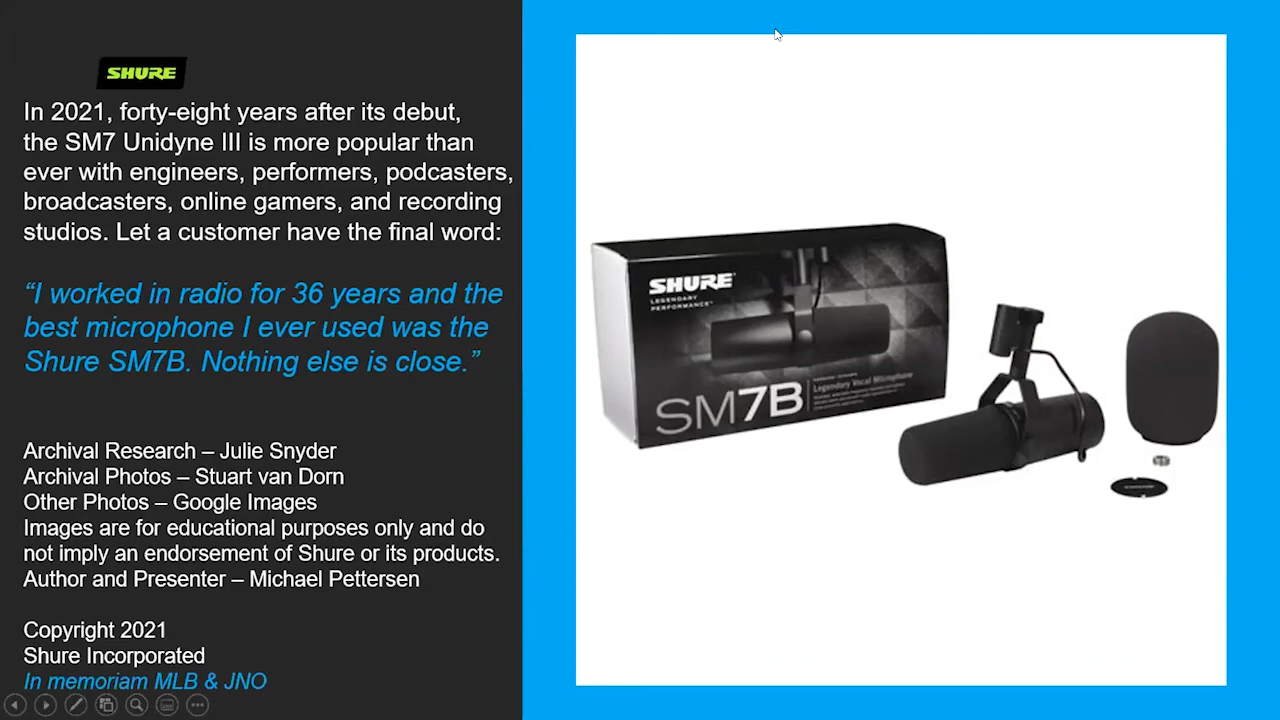 SHURE
In 2021, forty-eight years after its debut,
the SM7 Unidyne III is more popular than
ever with engineers, performers, podcasters,
broadcasters, online gamers, and recording
studios. Let a customer have the final word:
“I worked in radio for 36 years and the
best microphone I ever used was the
Shure SM7B. Nothing else is close.”
Archival Research – Julie Snyder
Archival Photos – Stuart van Dorn
Other Photos – Google Images
Images are for educational purposes only and do
not imply an endorsement of Shure or its products.
Author and Presenter – Michael Pettersen
Copyright 2021
Shure Incorporated
In memoriam MLB & JNO
SHURE
LEGENDARY
PERFORMANCE™
SM7B
Legendary Vocal Microphone